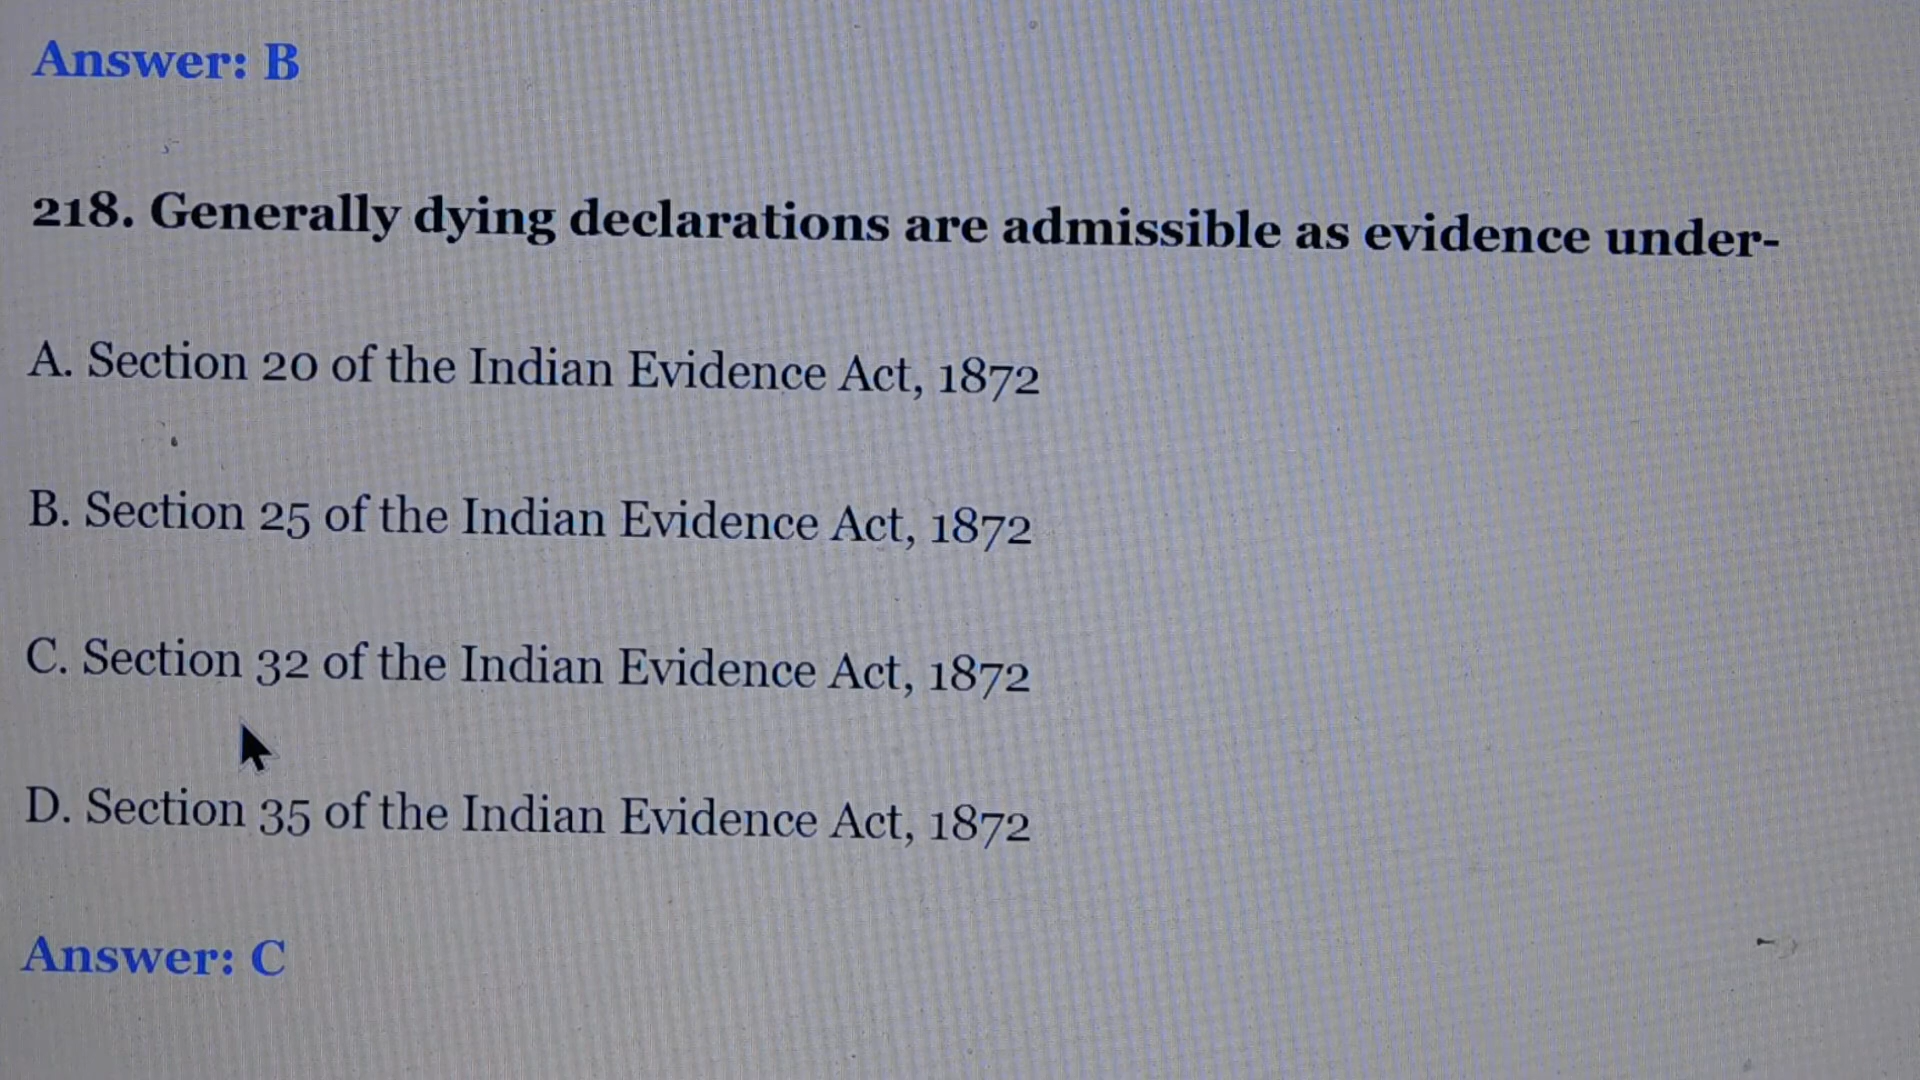 Answer: B
218. Generally dying declarations are admissible as evidence under-
A. Section 20 of the Indian Evidence Act, 1872
B. Section 25 of the Indian Evidence Act, 1872
C. Section 32 of the Indian Evidence Act, 1872
D. Section 35 of the Indian Evidence Act, 1872
Answer: C